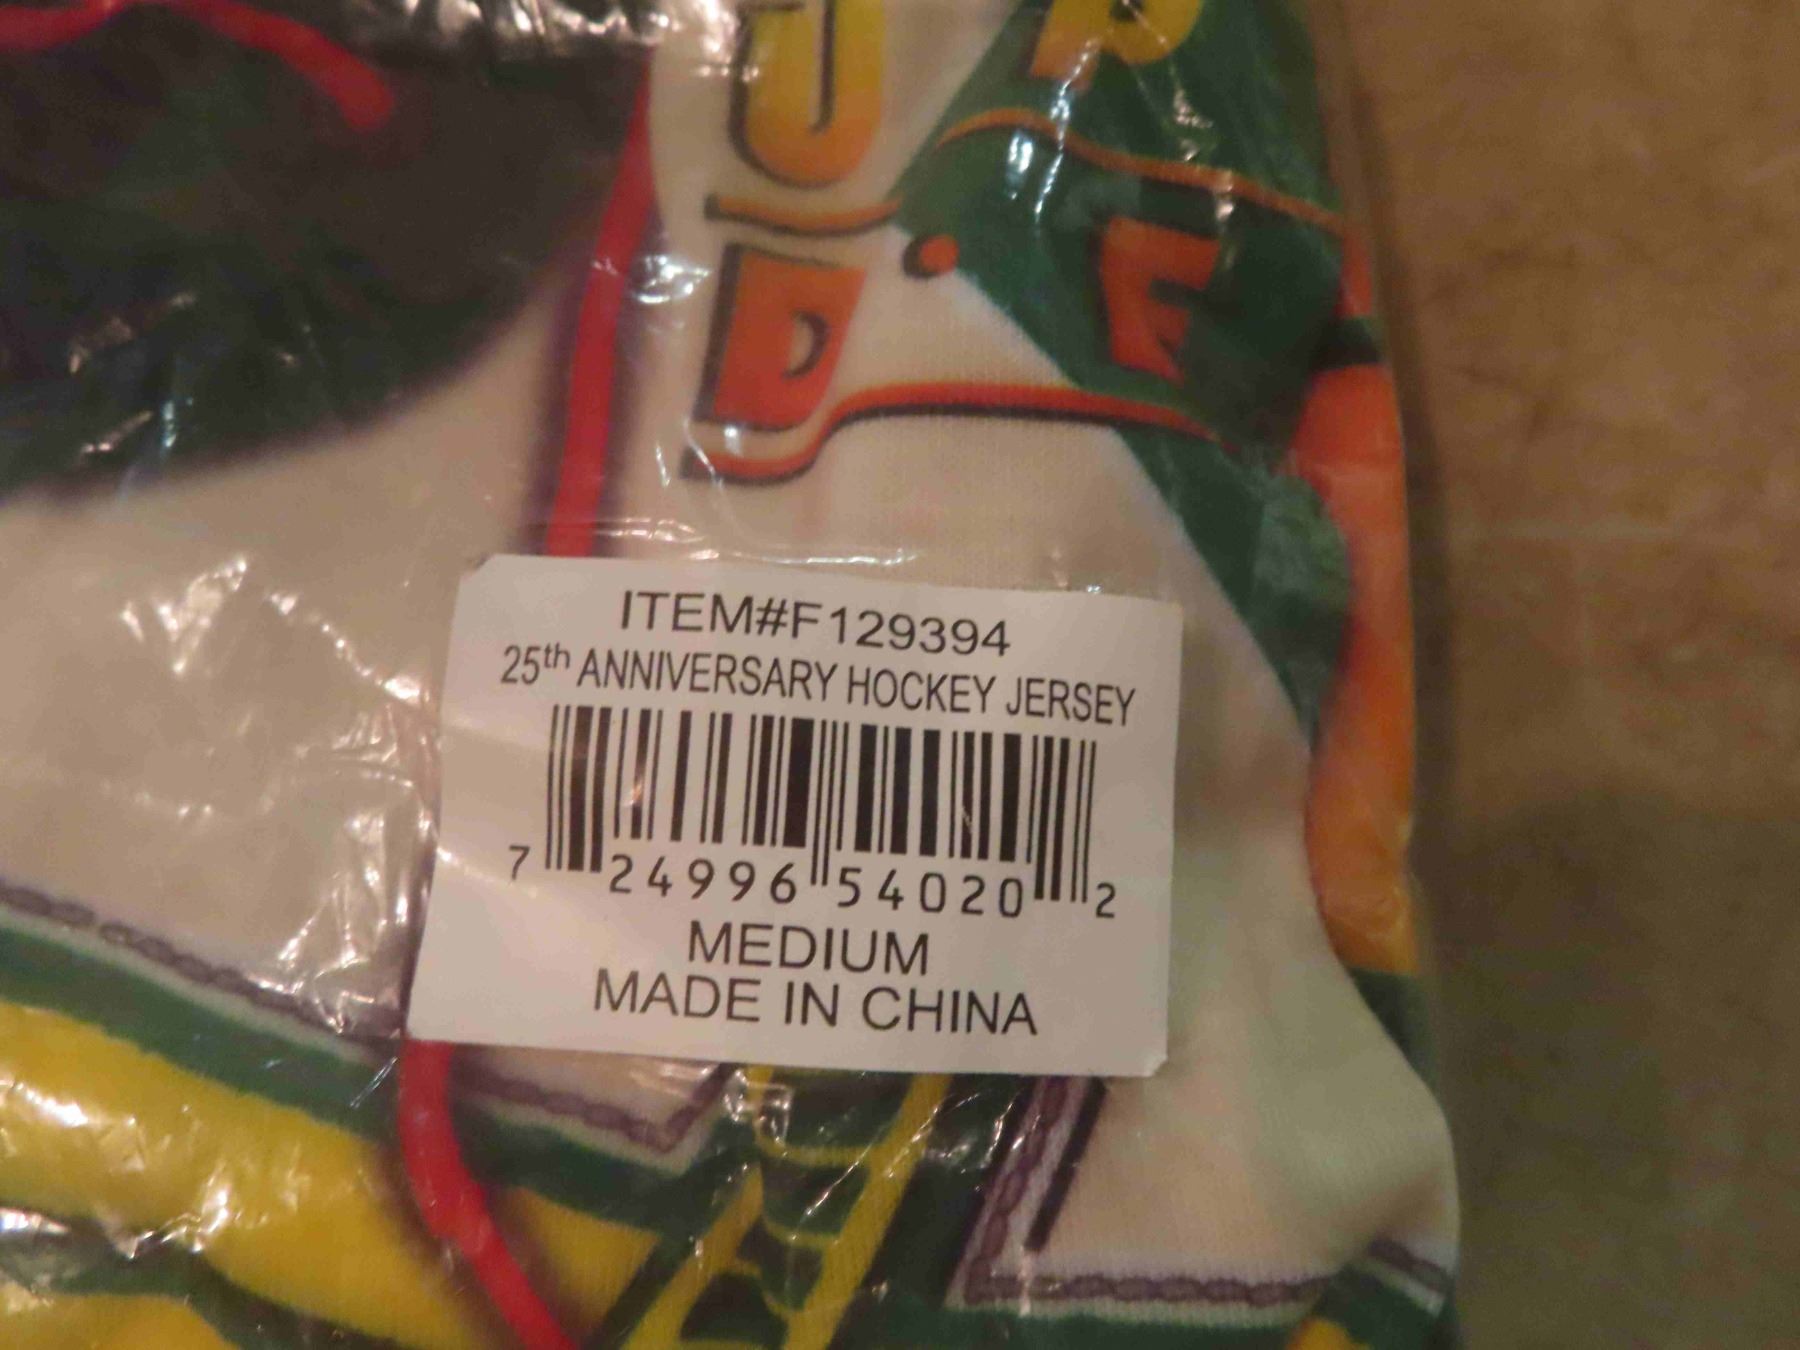 U R
D. E
ITEM#F129394
25th ANNIVERSARY HOCKEY JERSEY
7 24996 54020 2
MEDIUM
MADE IN CHINA